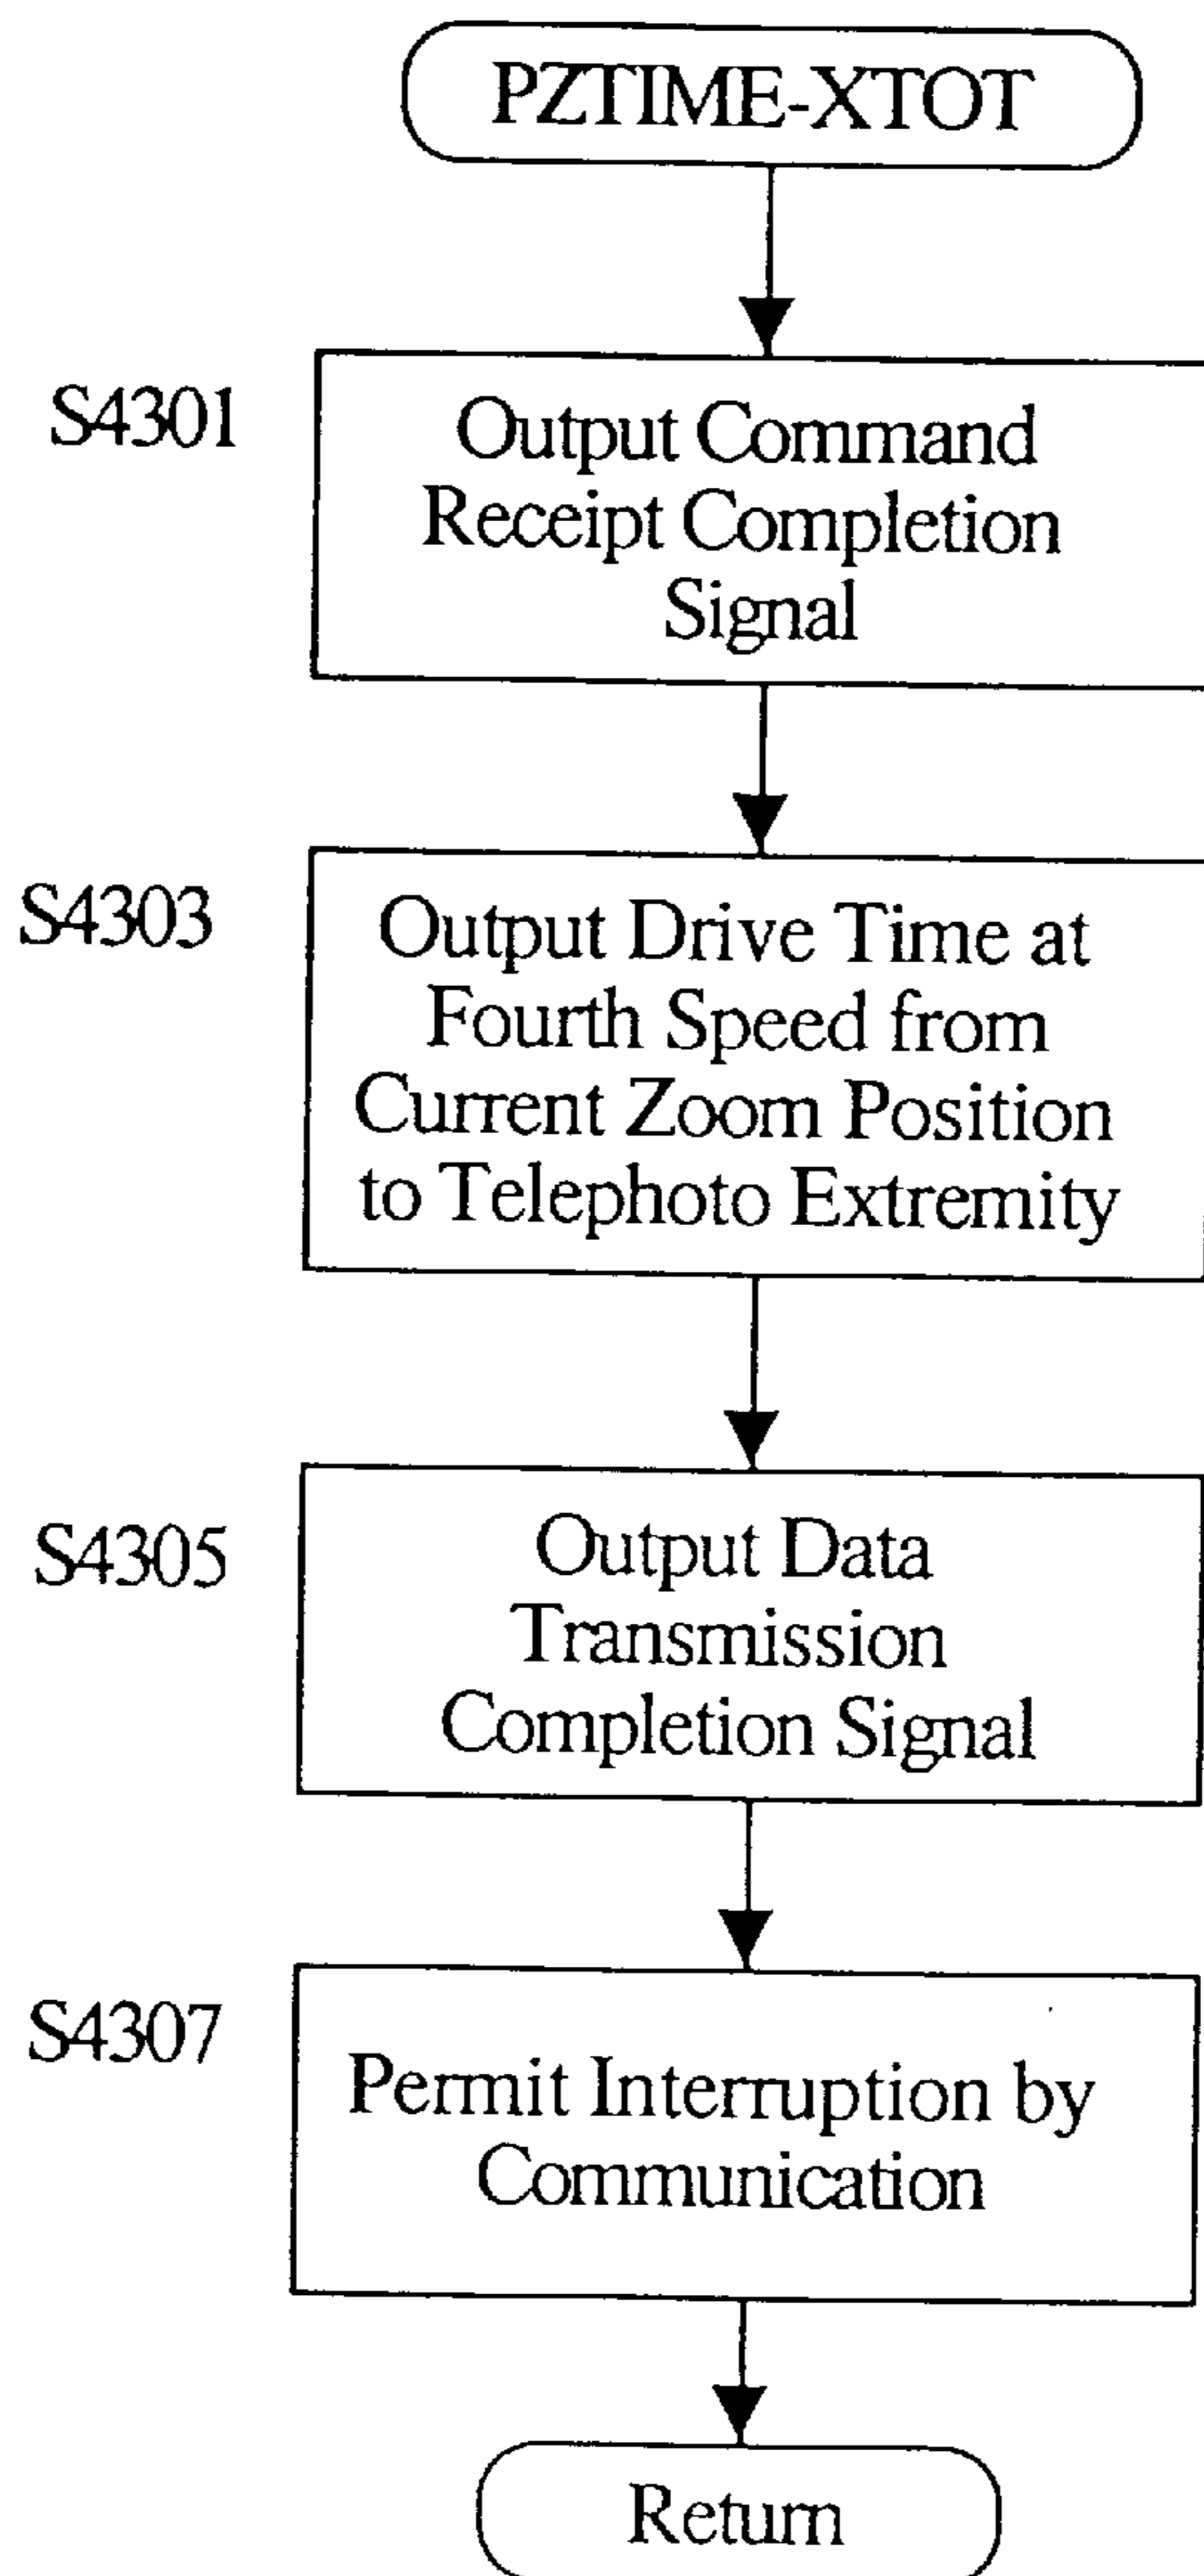 PZTIME-XTOT
S4301
Output Command
Receipt Completion
Signal
S4303
Output Drive Time at
Fourth Speed from
Current Zoom Position
to Telephoto Extremity
S4305
Output Data
Transmission
Completion Signal
S4307
Permit Interruption by
Communication
Return